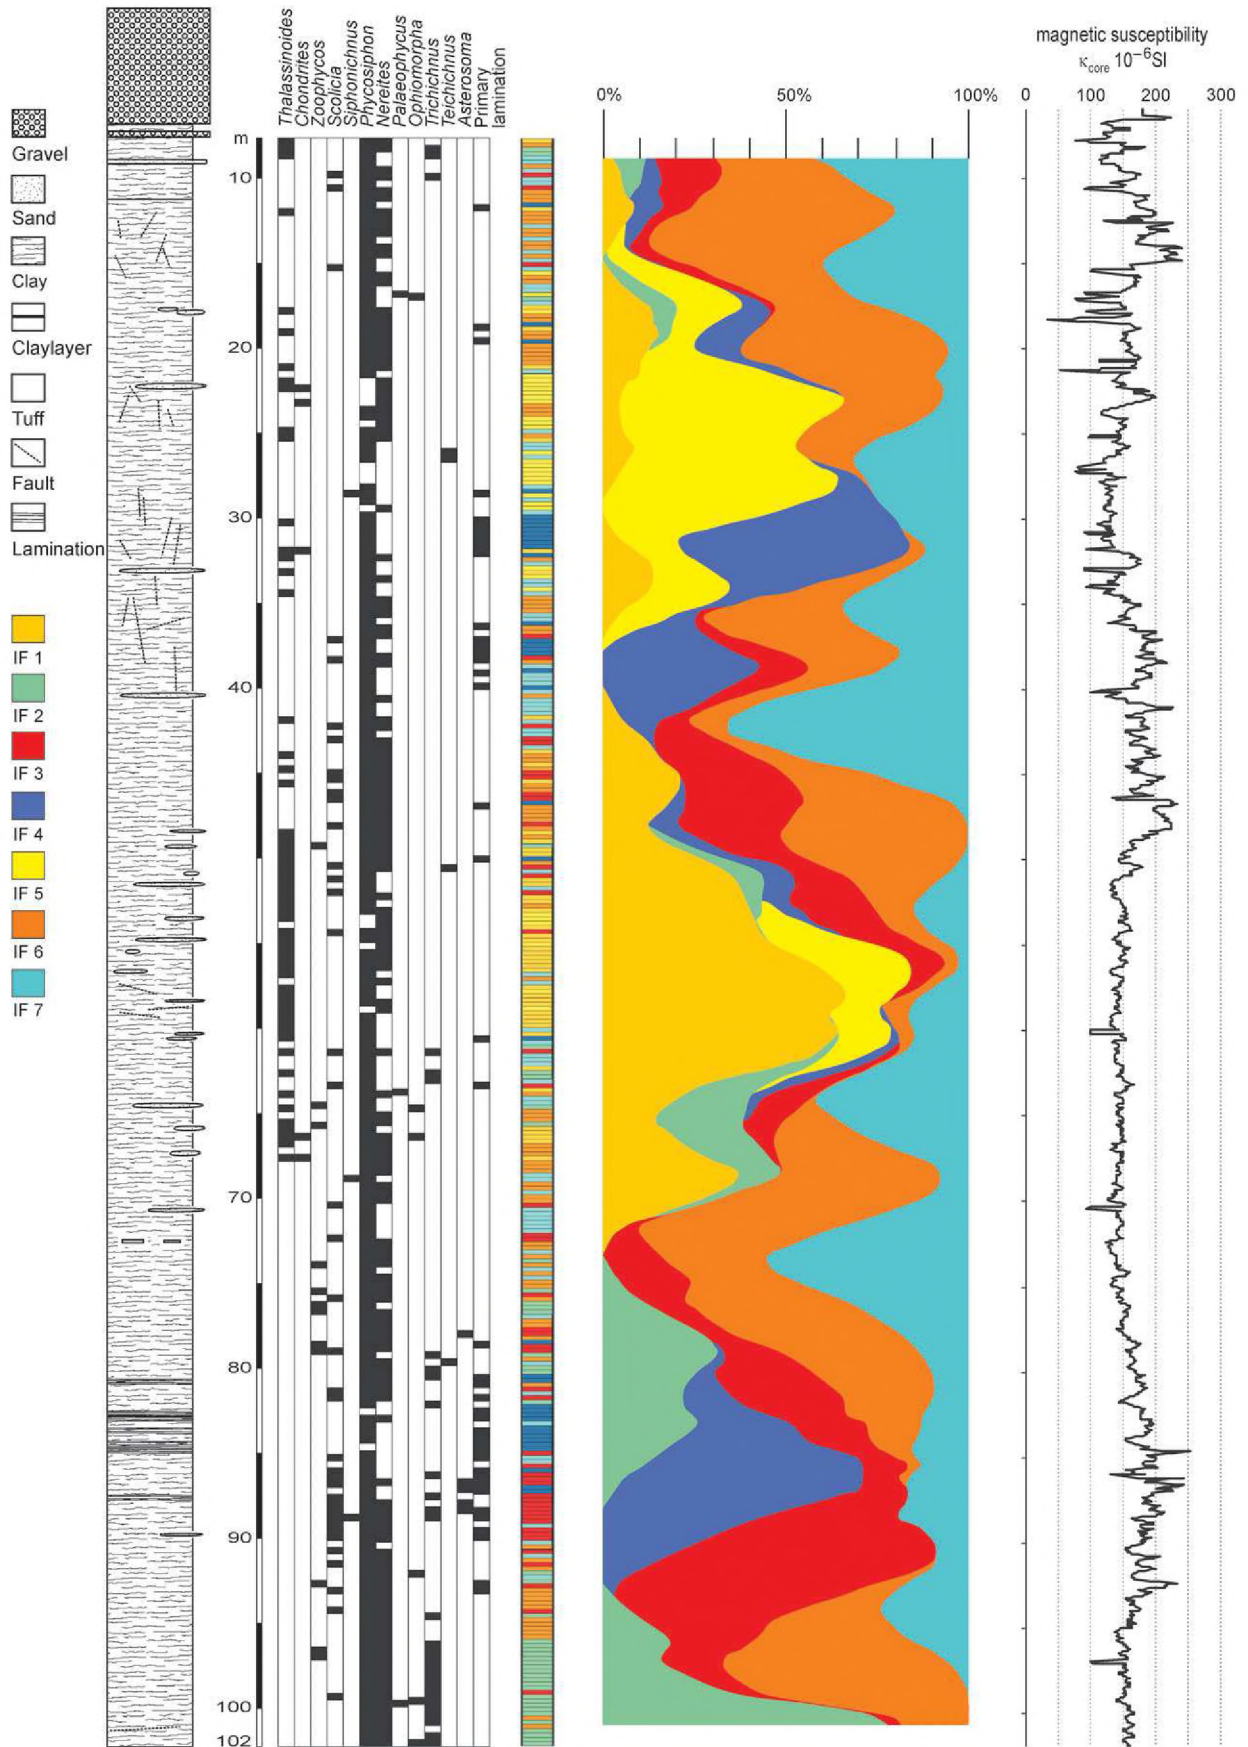 Thalassinoides
Chondrites
Zoophycos
Scolicia
Siphonichnus
Phycosiphon
Nereites
Palaeophycus
Ophiomorpha
Trichichnus
Teichichnus
Asterosoma
Primary
lamination
magnetic susceptibility
κcore 10⁻⁶SI
0% 50% 100%
0 100 200 300
m
10
20
30
40
70
80
90
100
102
Gravel
Sand
Clay
Claylayer
Tuff
Fault
Lamination
IF 1
IF 2
IF 3
IF 4
IF 5
IF 6
IF 7